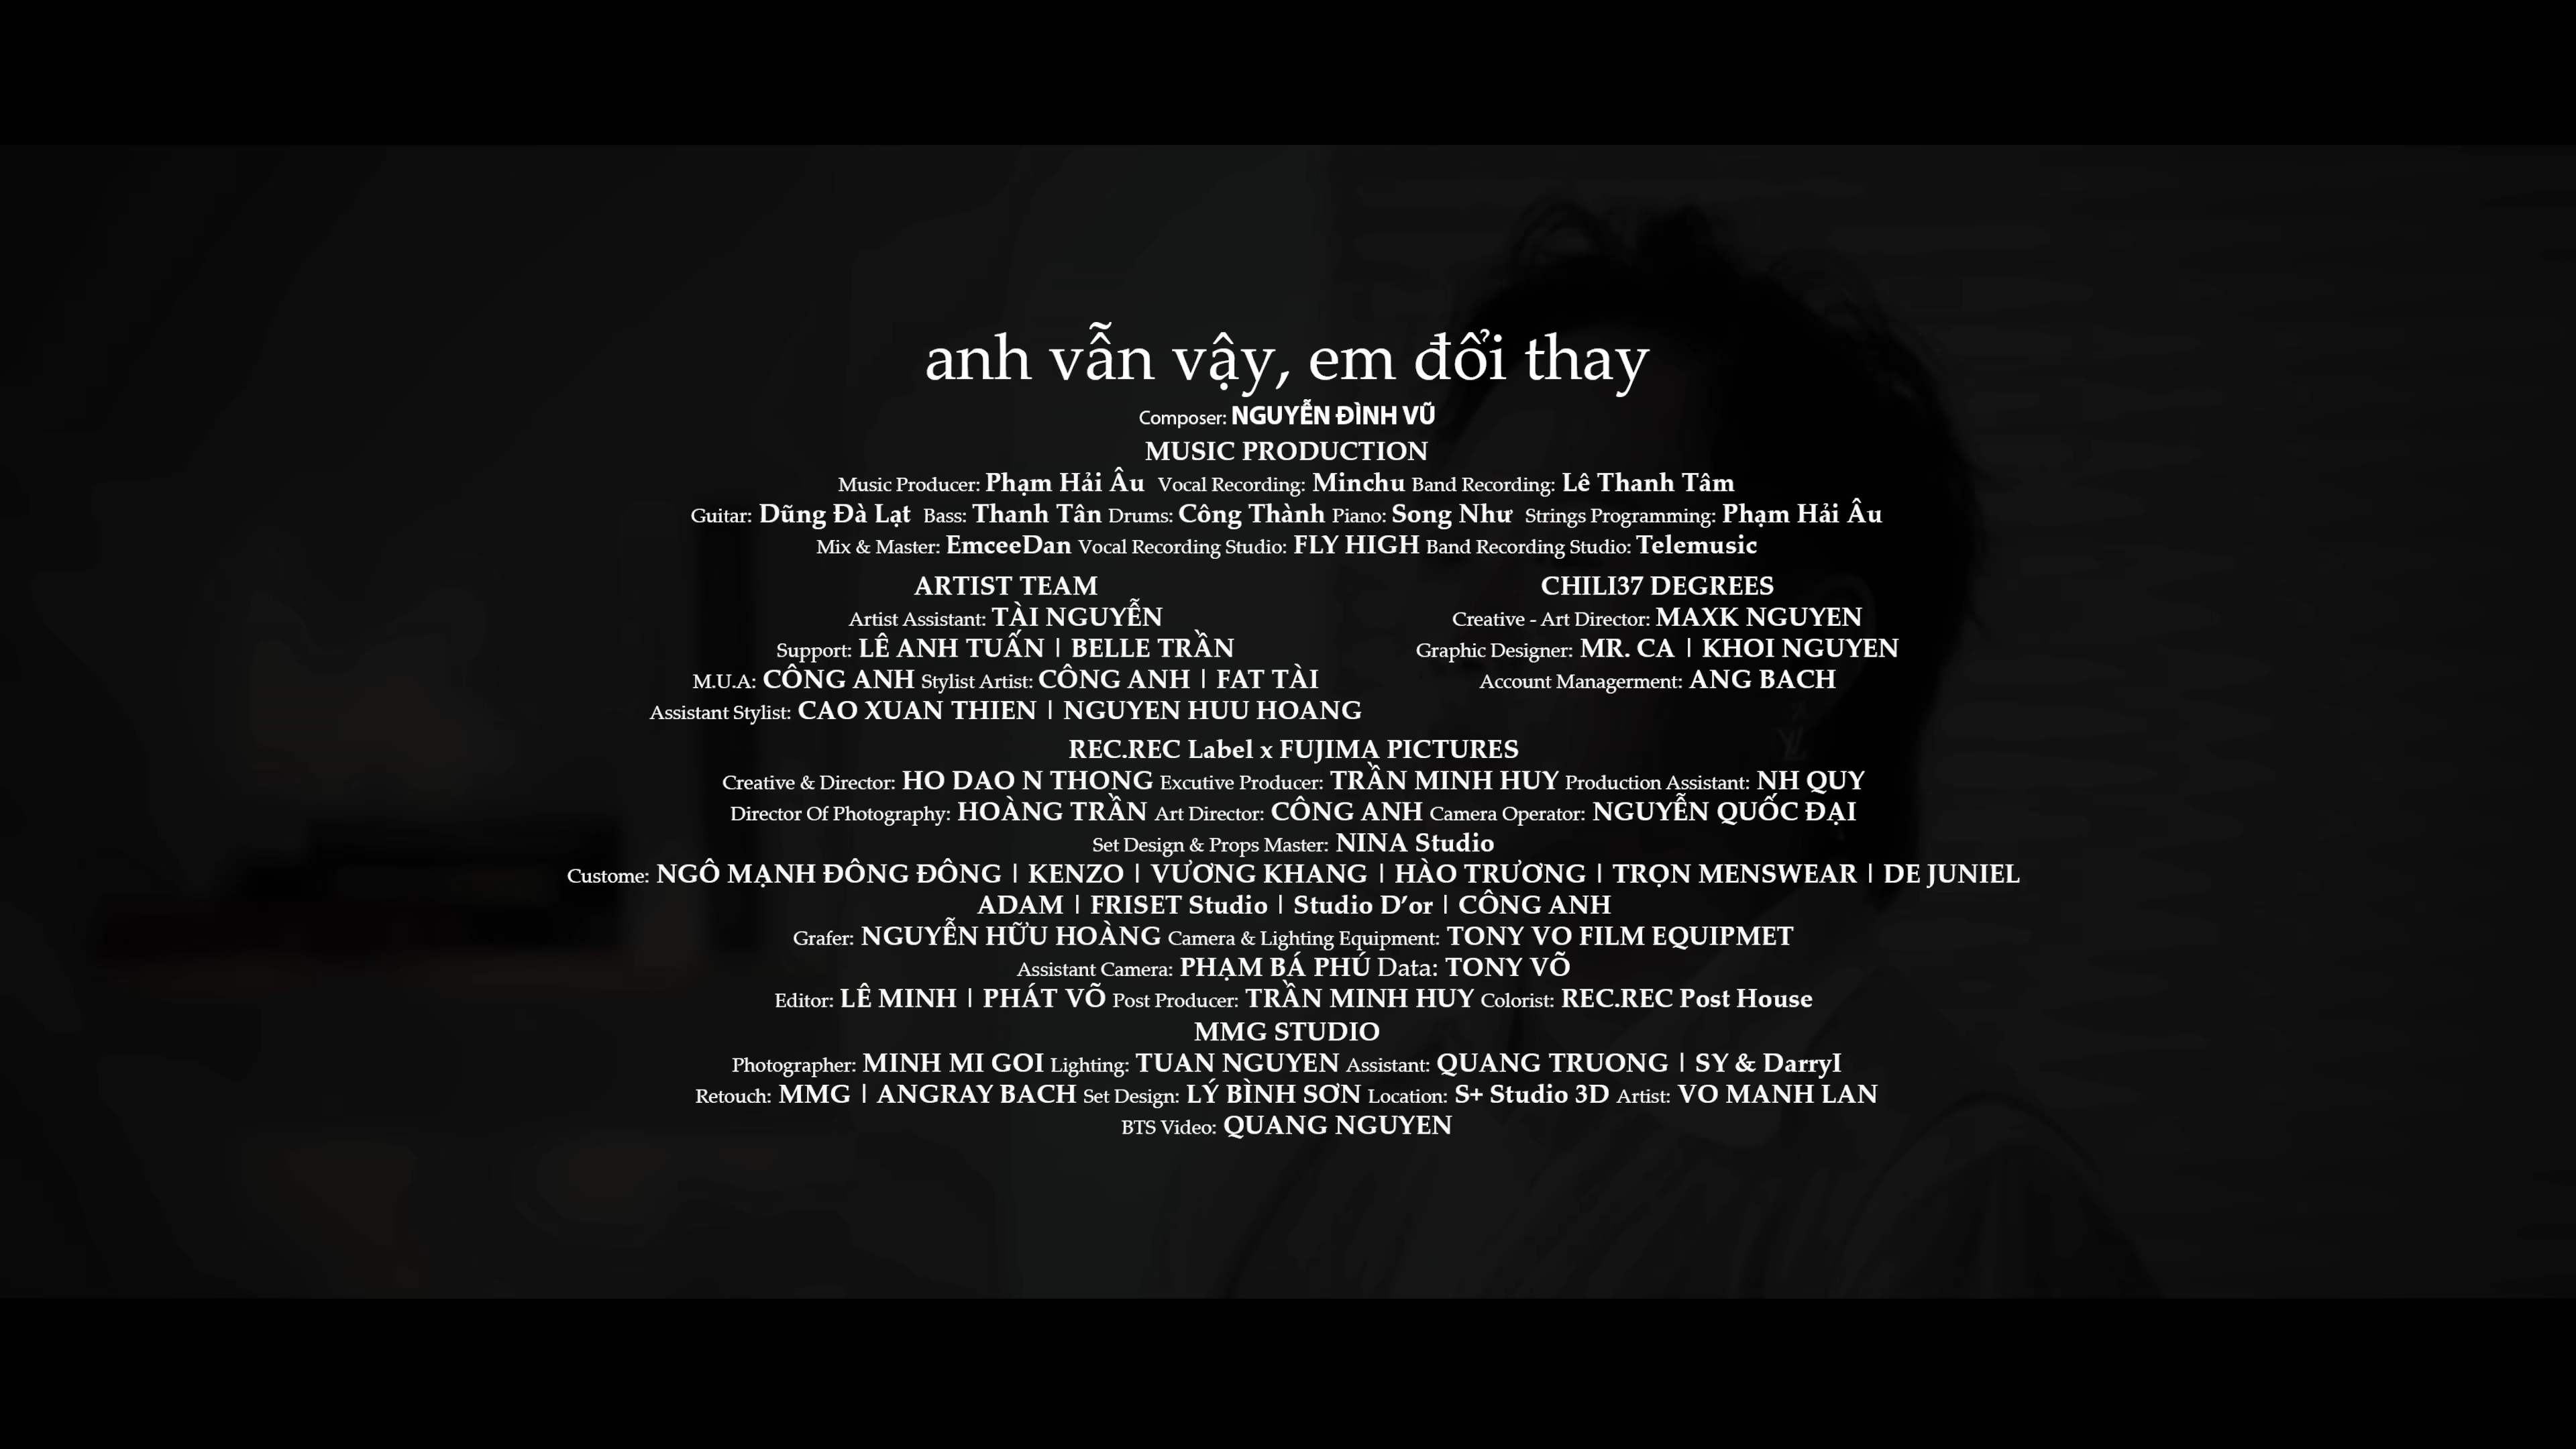 anh vẫn vậy, em đổi thay
Composer: NGUYỄN ĐÌNH VŨ
MUSIC PRODUCTION
Music Producer: Phạm Hải Âu Vocal Recording: Minchu Band Recording: Lê Thanh Tâm
Guitar: Dũng Đà Lạt Bass: Thanh Tân Drums: Công Thành Piano: Song Như Strings Programming: Phạm Hải Âu
Mix & Master: EmceeDan Vocal Recording Studio: FLY HIGH Band Recording Studio: Telemusic
ARTIST TEAM
Artist Assistant: TÀI NGUYỄN
Support: LÊ ANH TUẤN | BELLE TRẦN
M.U.A: CÔNG ANH Stylist Artist: CÔNG ANH | FAT TÀI
Assistant Stylist: CAO XUAN THIEN | NGUYEN HUU HOANG
CHILI37 DEGREES
Creative - Art Director: MAXK NGUYEN
Graphic Designer: MR. CA | KHOI NGUYEN
Account Managerment: ANG BACH
REC.REC Label x FUJIMA PICTURES
Creative & Director: HO DAO N THONG Excutive Producer: TRẦN MINH HUY Production Assistant: NH QUY
Director Of Photography: HOÀNG TRẦN Art Director: CÔNG ANH Camera Operator: NGUYỄN QUỐC ĐẠI
Set Design & Props Master: NINA Studio
Custome: NGÔ MẠNH ĐÔNG ĐÔNG | KENZO | VƯƠNG KHANG | HÀO TRƯƠNG | TRỌN MENSWEAR | DE JUNIEL
ADAM | FRISET Studio | Studio D’or | CÔNG ANH
Grafer: NGUYỄN HỮU HOÀNG Camera & Lighting Equipment: TONY VO FILM EQUIPMET
Assistant Camera: PHẠM BÁ PHÚ Data: TONY VÕ
Editor: LÊ MINH | PHÁT VÕ Post Producer: TRẦN MINH HUY Colorist: REC.REC Post House
MMG STUDIO
Photographer: MINH MI GOI Lighting: TUAN NGUYEN Assistant: QUANG TRUONG | SY & DarryI
Retouch: MMG | ANGRAY BACH Set Design: LÝ BÌNH SƠN Location: S+ Studio 3D Artist: VO MANH LAN
BTS Video: QUANG NGUYEN